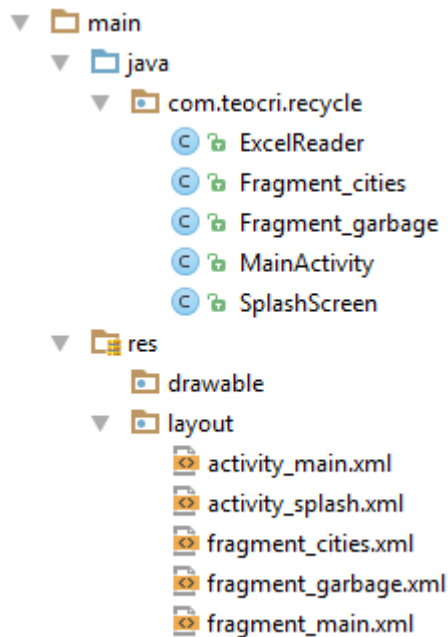 main
java
com.teocri.recycle
C ExcelReader
C Fragment_cities
C Fragment_garbage
C MainActivity
C SplashScreen
res
drawable
layout
activity_main.xml
activity_splash.xml
fragment_cities.xml
fragment_garbage.xml
fragment_main.xml